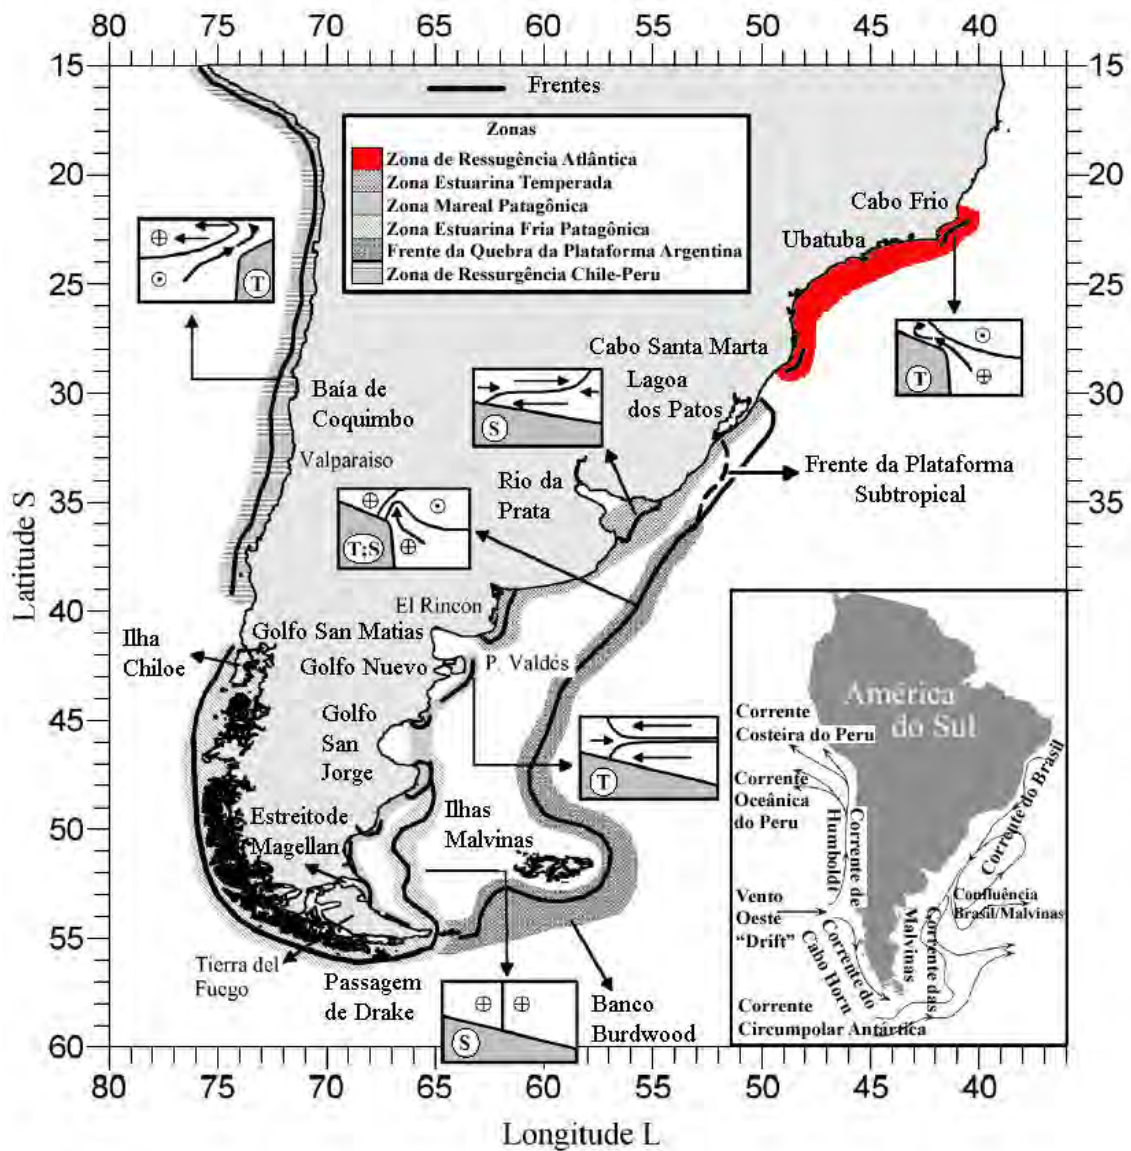 80 75 70 65 60 55 50 45 40
15 15
Frentes
Zonas
Zona de Ressugência Atlântica
Zona Estuarina Temperada
Zona Mareal Patagônica
Zona Estuarina Fria Patagônica
Frente da Quebra da Plataforma Argentina
Zona de Ressurgência Chile-Peru
20 20
Cabo Frio
Ubatuba
T
25 25
Cabo Santa Marta
T
Lagoa
dos Patos
30 30
Baía de
Coquimbo
S
Valparaiso
Rio da
Prata
Frente da Plataforma
Subtropical
35 35
T;S
Latitude S
El Rincon
40 40
Ilha
Chiloe
Golfo San Matias
Golfo Nuevo
P. Valdés
45
Golfo
San
Jorge
T
Estreitode
Magellan
Ilhas
Malvinas
50
55
Tierra del
Fuego
Passagem
de Drake
S
Banco
Burdwood
60
América
do Sul
Corrente
Costeira do Peru
Corrente
Oceânica
do Peru
Corrente de
Humboldt
Corrente do Brasil
Confluência
Brasil/Malvinas
Vento
Oeste
“Drift”
Corrente do
Cabo Horn
Corrente das
Malvinas
Corrente
Circumpolar Antártica
80 75 70 65 60 55 50 45 40
Longitude L